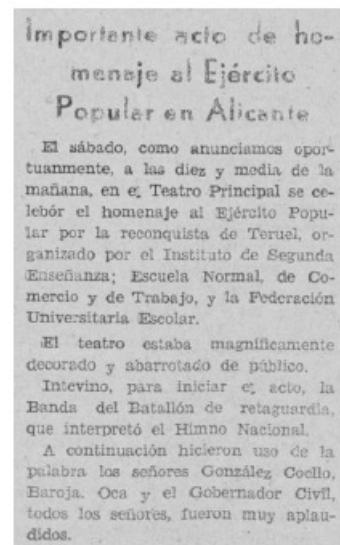 Importante acto de ho-
menaje al Ejército
Popular en Alicante
El sábado, como anunciamos opor-
tunanmente, a las diez y media de la
mañana, en e; Teatro Principal se ce-
lebór el homenaje al Ejército Popu-
lar por la reconquista de Teruel, or-
ganizado por el Instituto de Segunda
Enseñanza; Escuela Normal, de Co-
mercio y de Trabajo, y la Federación
Universitaria Escolar.
El teatro estaba magníficamente
decorado y abarrotado de público.
Intevino, para iniciar e; acto, la
Banda del Batallón de retaguardia,
que interpretó el Himno Nacional.
A continuación hicieron uso de la
palabra los señores González Coello,
Baroja. Oca y el Gobernador Civil,
todos los señores, fueron muy aplau-
didos.